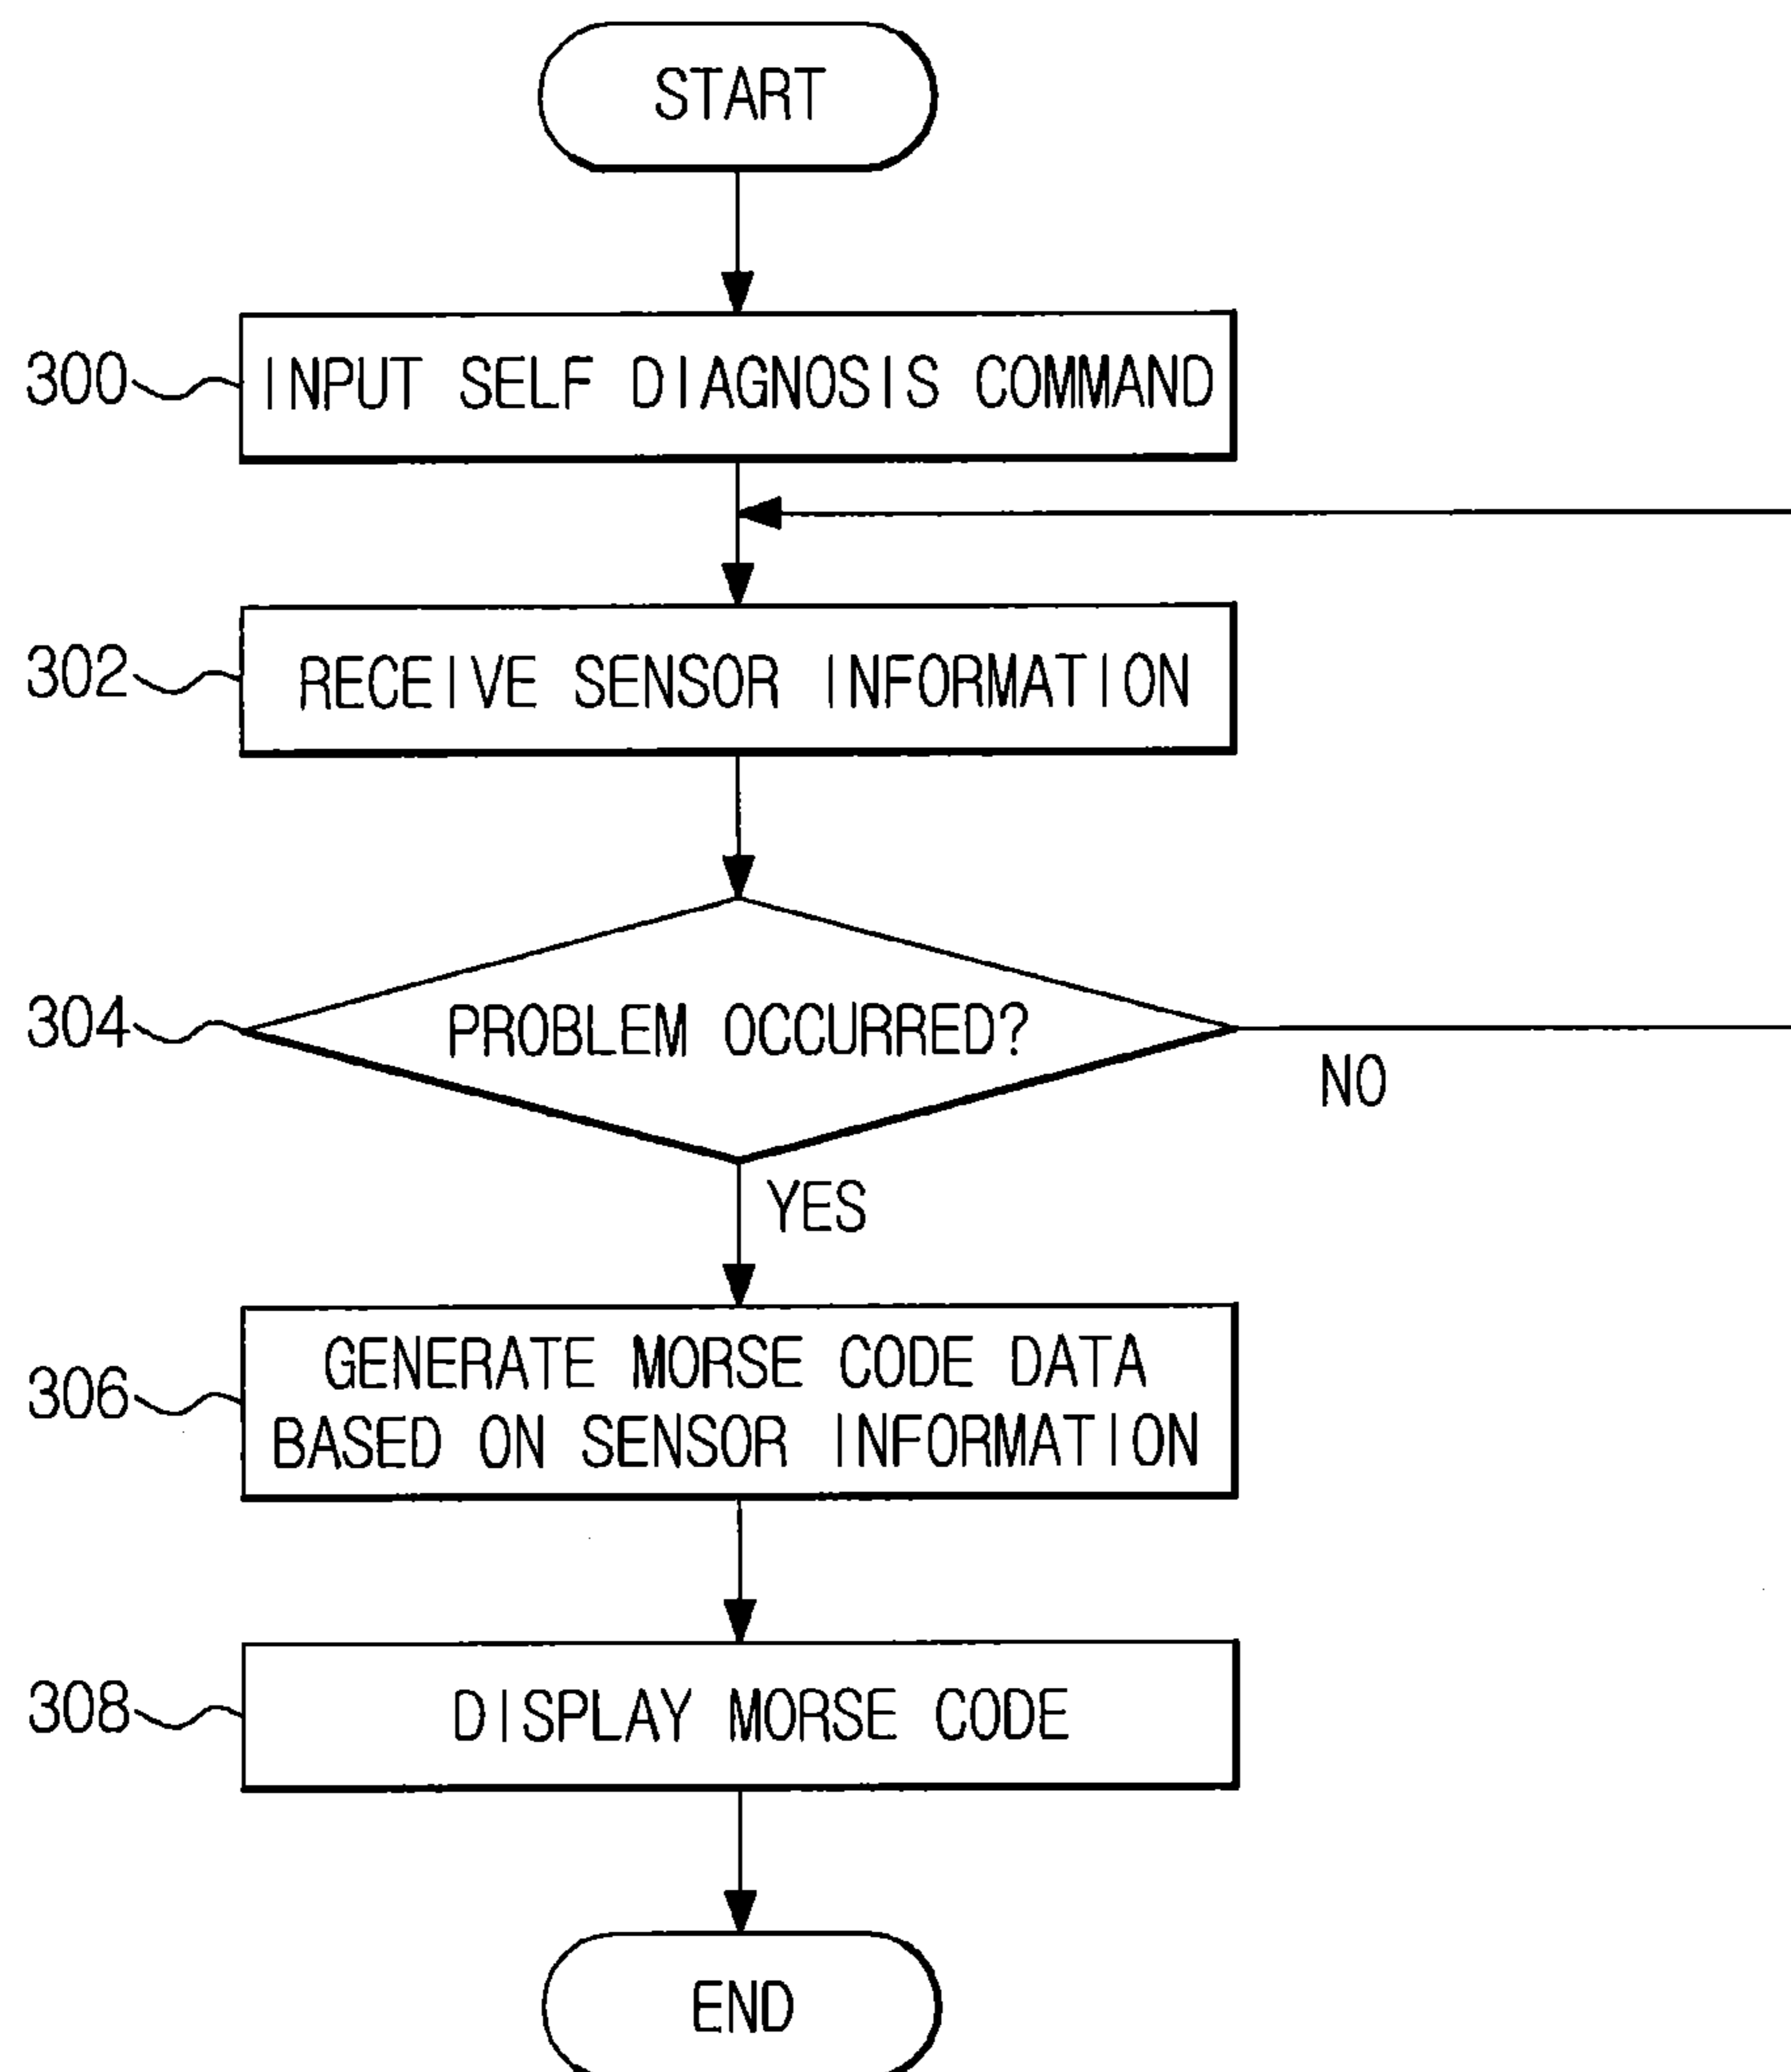 START
300
INPUT SELF DIAGNOSIS COMMAND
302
RECEIVE SENSOR INFORMATION
304
PROBLEM OCCURRED?
NO
YES
306
GENERATE MORSE CODE DATA
BASED ON SENSOR INFORMATION
308
DISPLAY MORSE CODE
END